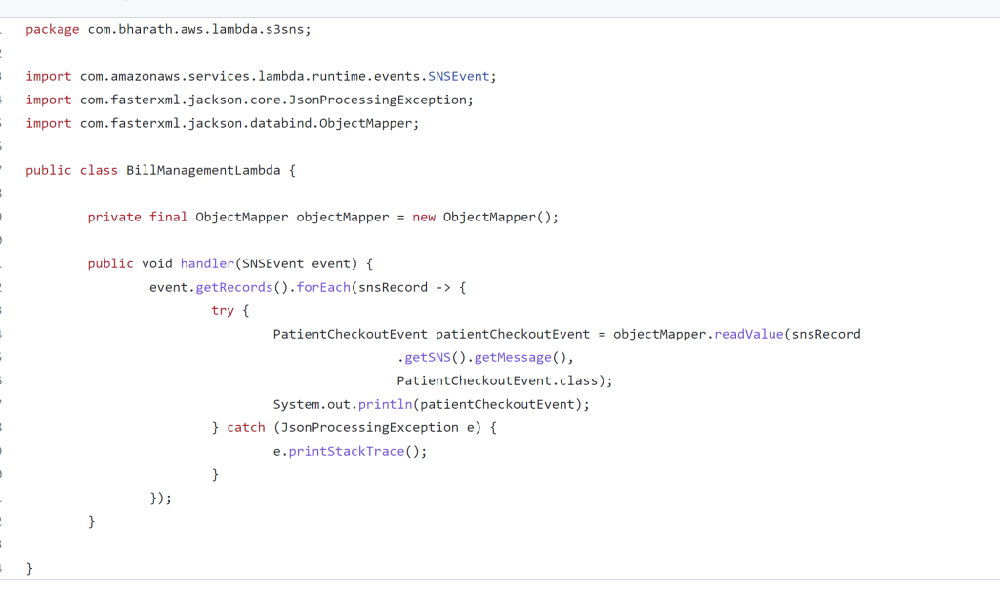 package com.bharath.aws.lambda.s3sns;
import com.amazonaws.services.lambda.runtime.events.SNSEvent;
import com.fasterxml.jackson.core.JsonProcessingException;
import com.fasterxml.jackson.databind.ObjectMapper;
public class BillManagementLambda {
private final ObjectMapper objectMapper = new ObjectMapper();
public void handler(SNSEvent event) {
event.getRecords().forEach(snsRecord -> {
try {
PatientCheckoutEvent patientCheckoutEvent = objectMapper.readValue(snsRecord
.getSNS().getMessage(),
PatientCheckoutEvent.class);
System.out.println(patientCheckoutEvent);
} catch (JsonProcessingException e) {
e.printStackTrace();
}
});
}
}